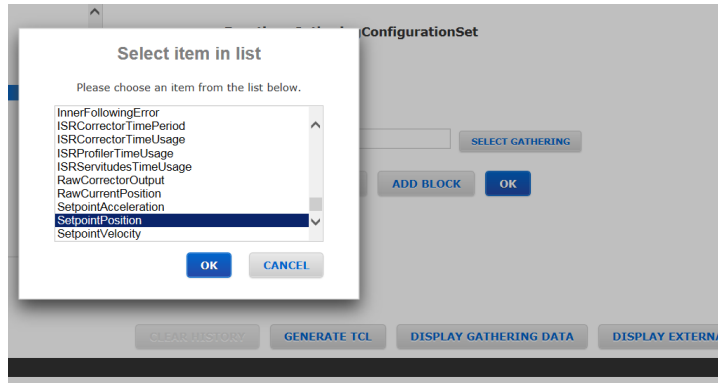 ConfigurationSet
Select item in list
Please choose an item from the list below.
InnerFollowingError
ISRCorrectorTimePeriod
ISRCorrectorTimeUsage
ISRProfilerTimeUsage
ISRServitudesTimeUsage
RawCorrectorOutput
RawCurrentPosition
SetpointAcceleration
SetpointPosition
SetpointVelocity
OK CANCEL
SELECT GATHERING
ADD BLOCK OK
CLEAR HISTORY GENERATE TCL DISPLAY GATHERING DATA DISPLAY EXTERNA